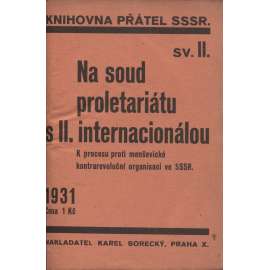 KNIHOVNA PŘÁTEL SSSR.
sv. II.
Na soud
proletariátu
s II. internacionálou
K procesu proti menševické
kontrarevoluční organisaci ve SSSR.
1931
Cena 1 Kč
NAKLADATEL KAREL BORECKÝ, PRAHA X.